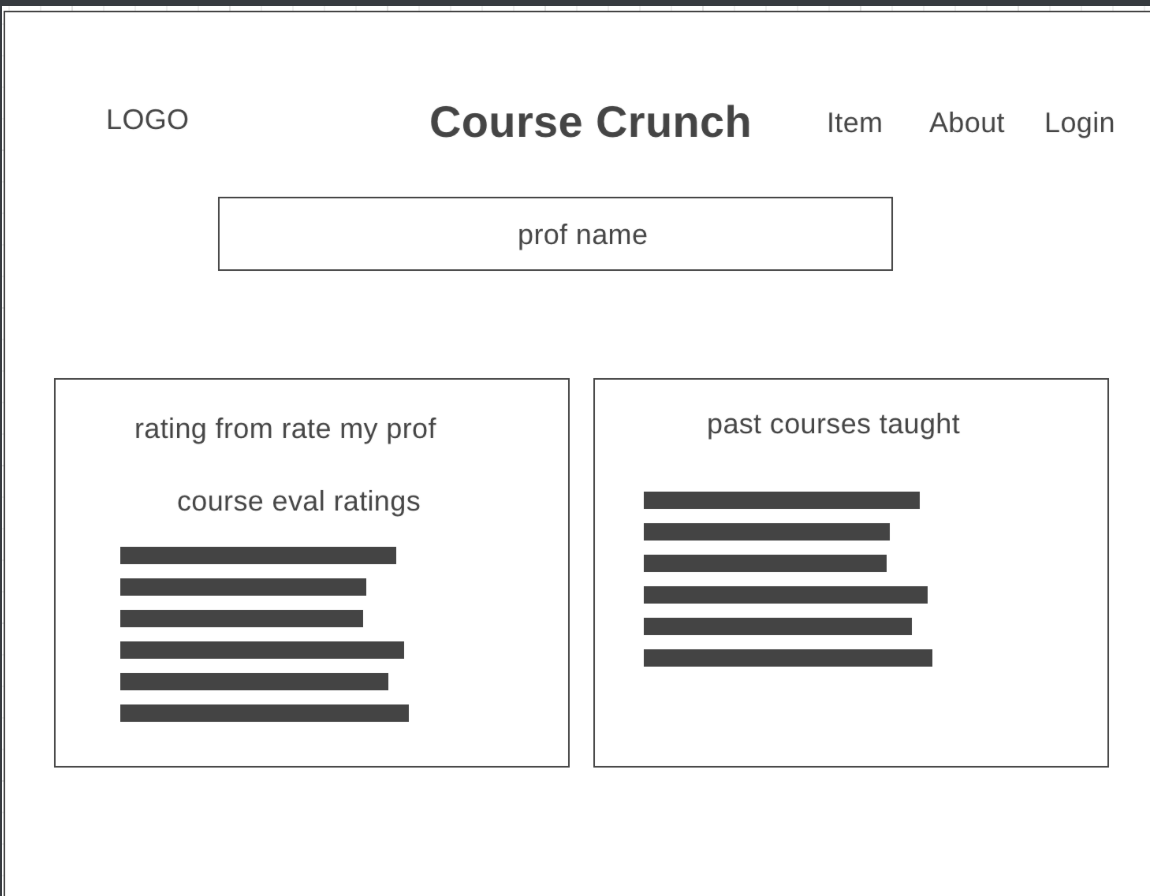 LOGO
Course Crunch
Item
About
Login
prof name
rating from rate my prof
course eval ratings
past courses taught